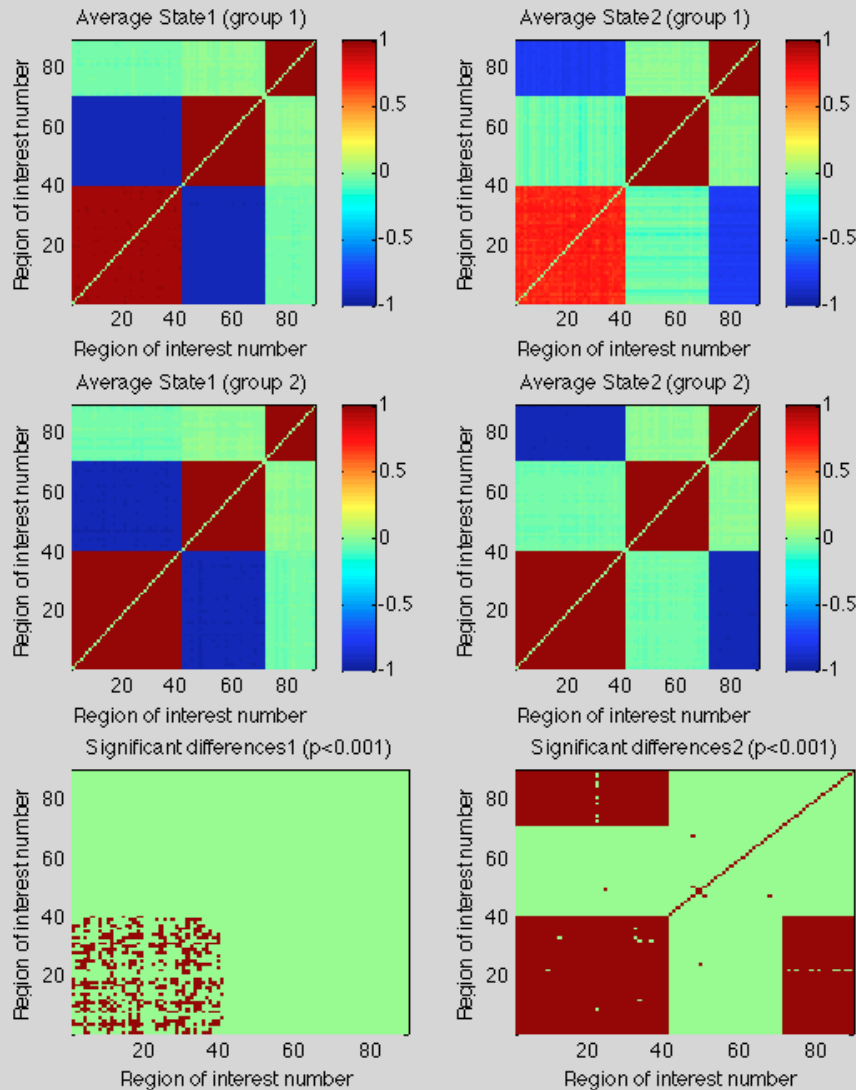 Average State1 (group 1)
Average State2 (group 1)
Region of interest number
80
60
40
20
20 40 60 80
Region of interest number
1
0.5
0
-0.5
-1
Region of interest number
80
60
40
20
20 40 60 80
Region of interest number
1
0.5
0
-0.5
-1
Average State1 (group 2)
Average State2 (group 2)
Region of interest number
80
60
40
20
20 40 60 80
Region of interest number
1
0.5
0
-0.5
-1
Region of interest number
80
60
40
20
20 40 60 80
Region of interest number
1
0.5
0
-0.5
-1
Significant differences1 (p<0.001)
Significant differences2 (p<0.001)
Region of interest number
80
60
40
20
20 40 60 80
Region of interest number
Region of interest number
80
60
40
20
20 40 60 80
Region of interest number